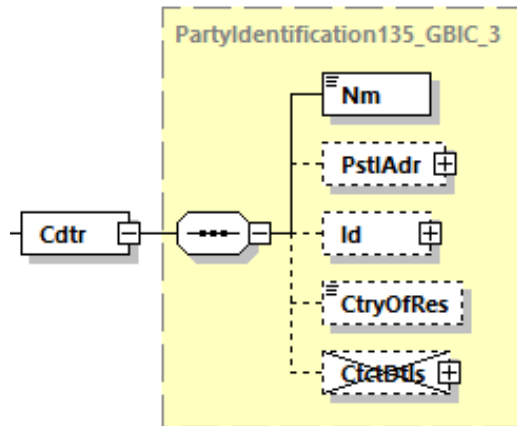 PartyIdentification135_GBIC_3
Nm
PstlAdr
Cdtr
Id
CtryOfRes
CtctDtls